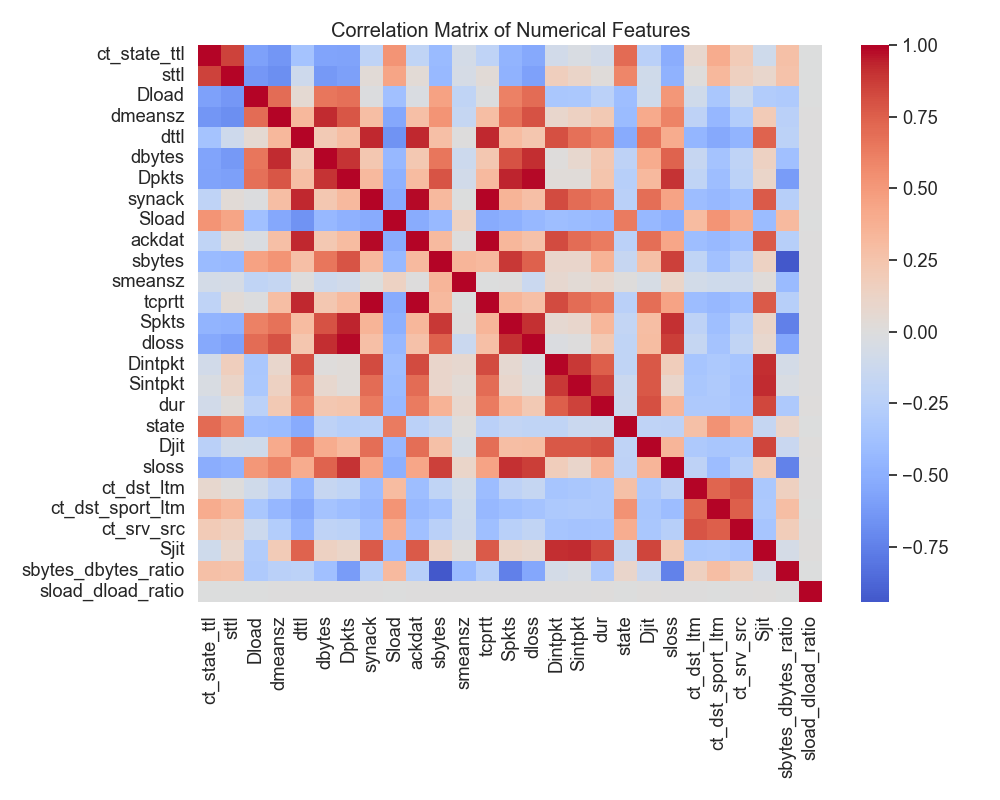 Correlation Matrix of Numerical Features
ct_state_ttl
sttl
Dload
dmeansz
dttl
dbytes
Dpkts
synack
Sload
ackdat
sbytes
smeansz
tcprtt
Spkts
dloss
Dintpkt
Sintpkt
dur
state
Djit
sloss
ct_dst_ltm
ct_dst_sport_ltm
ct_srv_src
Sjit
sbytes_dbytes_ratio
sload_dload_ratio
ct_state_ttl
sttl
Dload
dmeansz
dttl
dbytes
Dpkts
synack
Sload
ackdat
sbytes
smeansz
tcprtt
Spkts
dloss
Dintpkt
Sintpkt
dur
state
Djit
sloss
ct_dst_ltm
ct_dst_sport_ltm
ct_srv_src
Sjit
sbytes_dbytes_ratio
sload_dload_ratio
1.00
0.75
0.50
0.25
0.00
−0.25
−0.50
−0.75